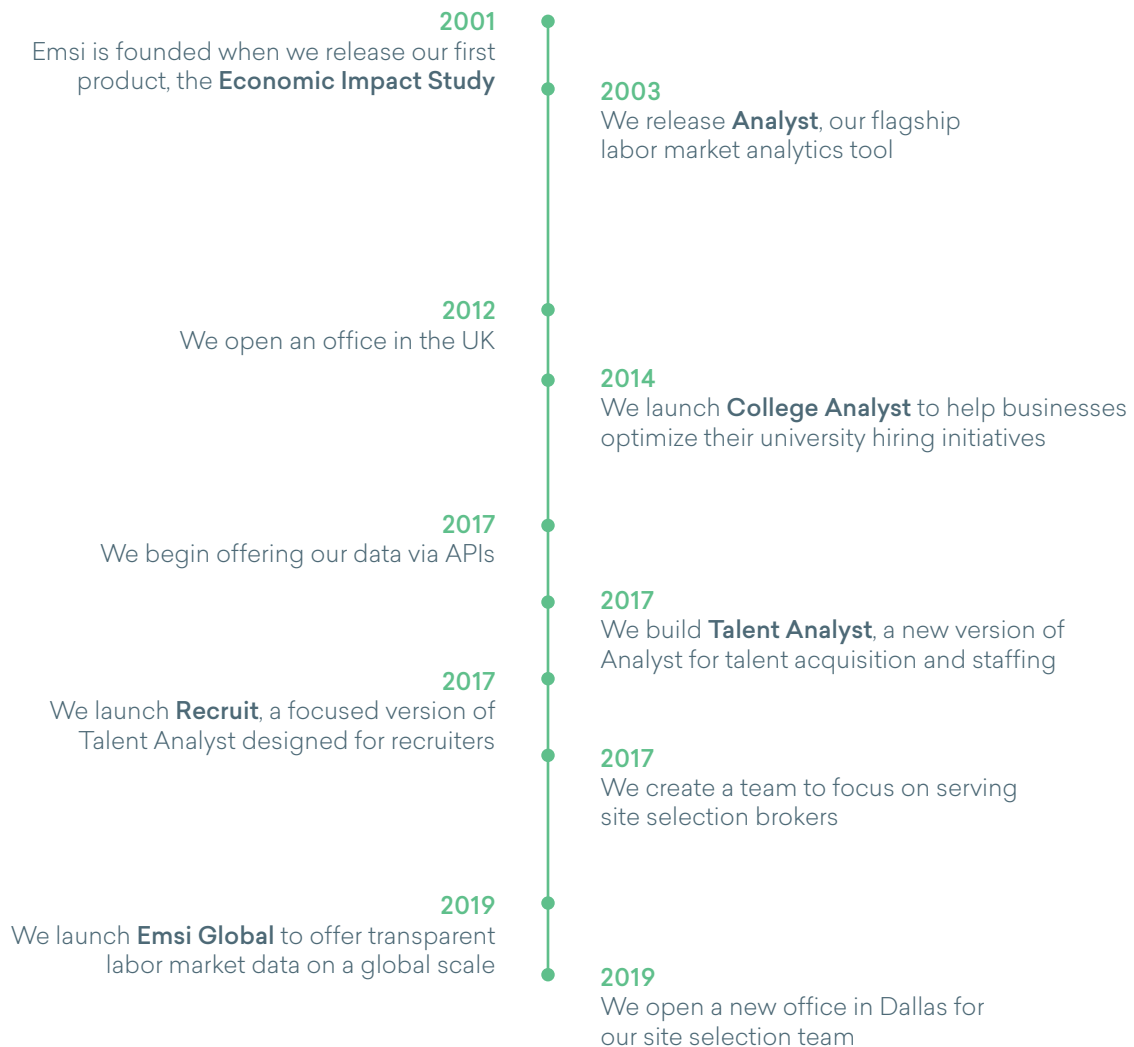 2001
Emsi is founded when we release our first
product, the Economic Impact Study
2003
We release Analyst, our flagship
labor market analytics tool
2012
We open an office in the UK
2014
We launch College Analyst to help businesses
optimize their university hiring initiatives
2017
We begin offering our data via APIs
2017
We build Talent Analyst, a new version of
Analyst for talent acquisition and staffing
2017
We launch Recruit, a focused version of
Talent Analyst designed for recruiters
2017
We create a team to focus on serving
site selection brokers
2019
We launch Emsi Global to offer transparent
labor market data on a global scale
2019
We open a new office in Dallas for
our site selection team